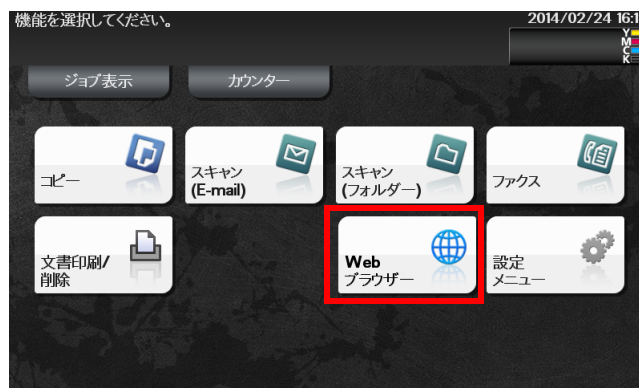 機能を選択してください。
2014/02/24 16:1
Y
M
C
K
ジョブ表示
カウンター
コピー
スキャン
(E-mail)
スキャン
(フォルダー)
ファクス
文書印刷/
削除
Web
ブラウザー
設定
メニュー